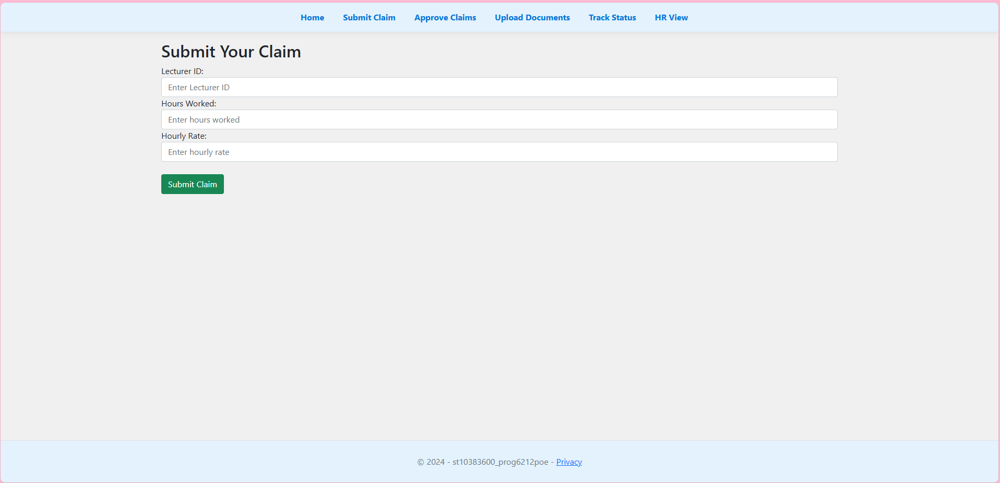 Home Submit Claim Approve Claims Upload Documents Track Status HR View
Submit Your Claim
Lecturer ID:
Enter Lecturer ID
Hours Worked:
Enter hours worked
Hourly Rate:
Enter hourly rate
Submit Claim
© 2024 - st10383600_prog6212poe - Privacy